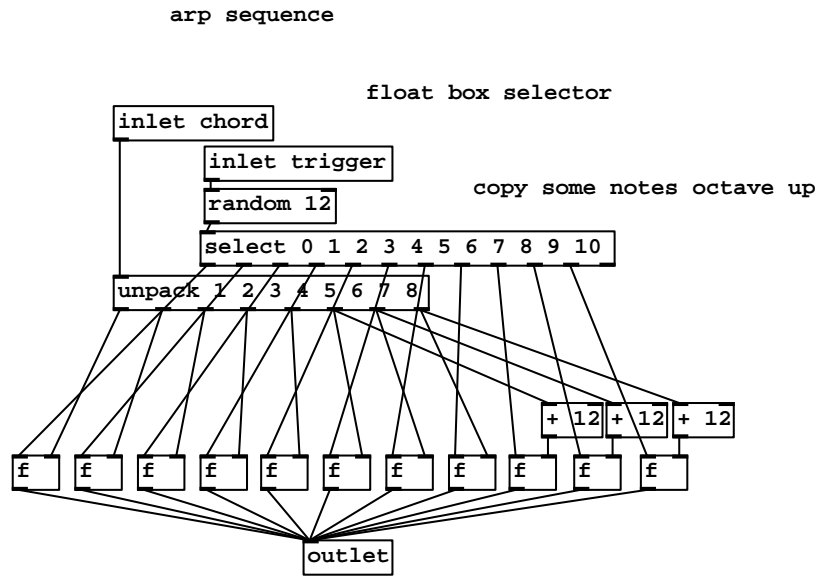 arp sequence
float box selector
inlet chord
inlet trigger
copy some notes octave up
random 12
select 0 1 2 3 4 5 6 7 8 9 10
unpack 1 2 3 4 5 6 7 8
+ 12 + 12 + 12
f f f f f f f f f f f
outlet